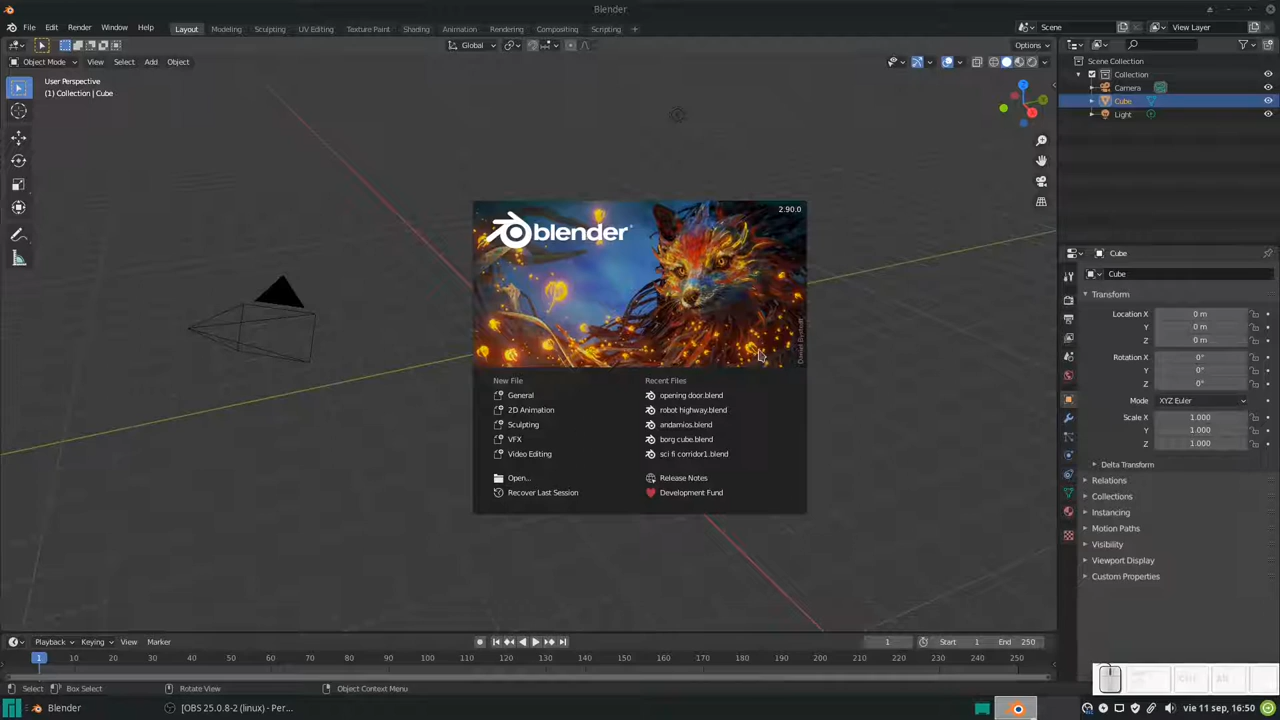 Blender
File Edit Render Window Help
Layout Modeling Sculpting UV Editing Texture Paint Shading Animation Rendering Compositing Scripting +
Scene
View Layer
Global
Options
Object Mode View Select Add Object
User Perspective
(1) Collection | Cube
Scene Collection
Collection
Camera
Cube
Light
2.90.0
blender
Daniel Bystedt
New File
General
2D Animation
Sculpting
VFX
Video Editing
Open...
Recover Last Session
Recent Files
opening door.blend
robot highway.blend
andamios.blend
borg cube.blend
sci fi corridor1.blend
Release Notes
Development Fund
Cube
Cube
Transform
Location X 0 m
Y 0 m
Z 0 m
Rotation X 0°
Y 0°
Z 0°
Mode XYZ Euler
Scale X 1.000
Y 1.000
Z 1.000
Delta Transform
Relations
Collections
Instancing
Motion Paths
Visibility
Viewport Display
Custom Properties
Playback Keying View Marker
1 Start 1 End 250
1 10 20 30 40 50 60 70 80 90 100 110 120 130 140 150 160 170 180 190 200 210 220 230 240 250
Select Box Select Rotate View Object Context Menu
Ctrl Alt
Blender [OBS 25.0.8-2 (linux) - Per...
vie 11 sep, 16:50